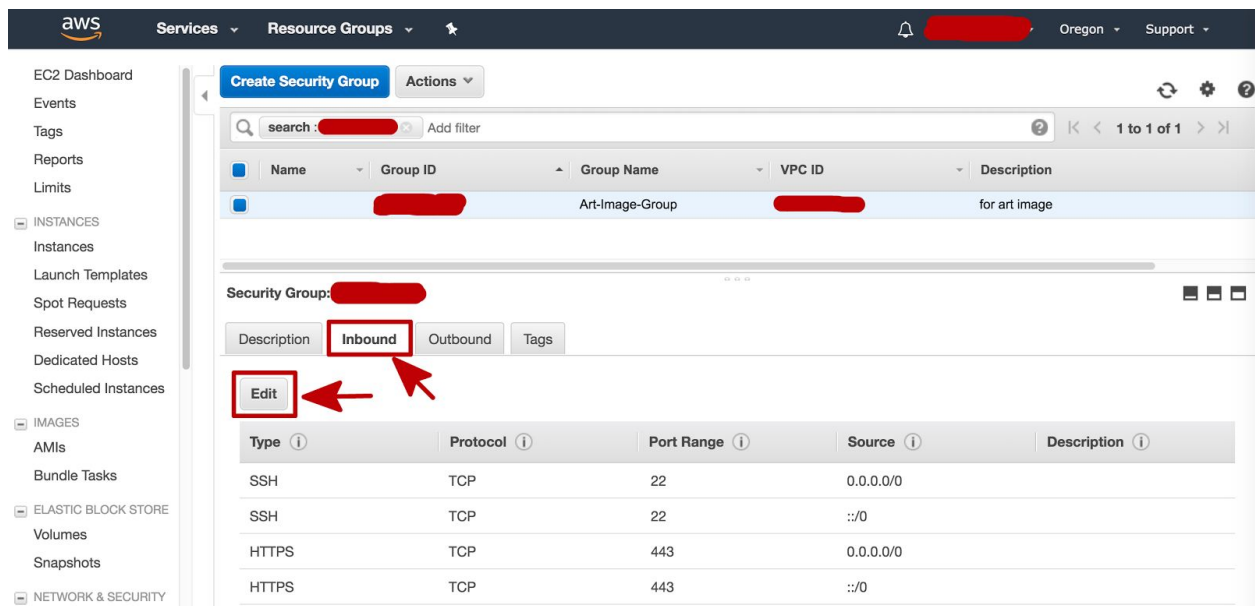 aws Services Resource Groups Oregon Support
EC2 Dashboard
Events
Tags
Reports
Limits
INSTANCES
Instances
Launch Templates
Spot Requests
Reserved Instances
Dedicated Hosts
Scheduled Instances
IMAGES
AMIs
Bundle Tasks
ELASTIC BLOCK STORE
Volumes
Snapshots
NETWORK & SECURITY
Create Security Group Actions
search : Add filter 1 to 1 of 1
Name Group ID Group Name VPC ID Description
Art-Image-Group for art image
Security Group:
Description Inbound Outbound Tags
Edit
Type Protocol Port Range Source Description
SSH TCP 22 0.0.0.0/0
SSH TCP 22 ::/0
HTTPS TCP 443 0.0.0.0/0
HTTPS TCP 443 ::/0